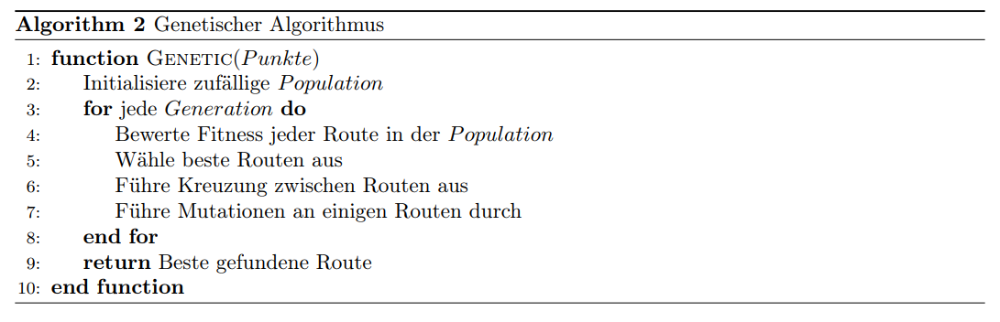 Algorithm 2 Genetischer Algorithmus
1: function GENETIC(Punkte)
2: Initialisiere zufällige Population
3: for jede Generation do
4: Bewerte Fitness jeder Route in der Population
5: Wähle beste Routen aus
6: Führe Kreuzung zwischen Routen aus
7: Führe Mutationen an einigen Routen durch
8: end for
9: return Beste gefundene Route
10: end function